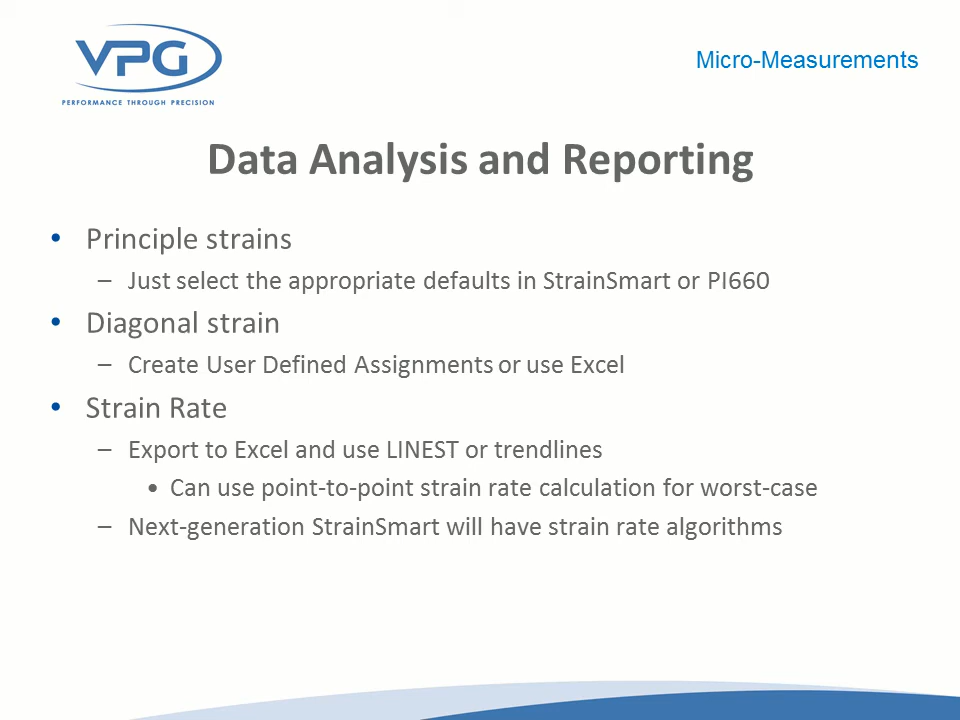 VPG
PERFORMANCE THROUGH PRECISION
Micro-Measurements
Data Analysis and Reporting
• Principle strains
– Just select the appropriate defaults in StrainSmart or PI660
• Diagonal strain
– Create User Defined Assignments or use Excel
• Strain Rate
– Export to Excel and use LINEST or trendlines
• Can use point-to-point strain rate calculation for worst-case
– Next-generation StrainSmart will have strain rate algorithms